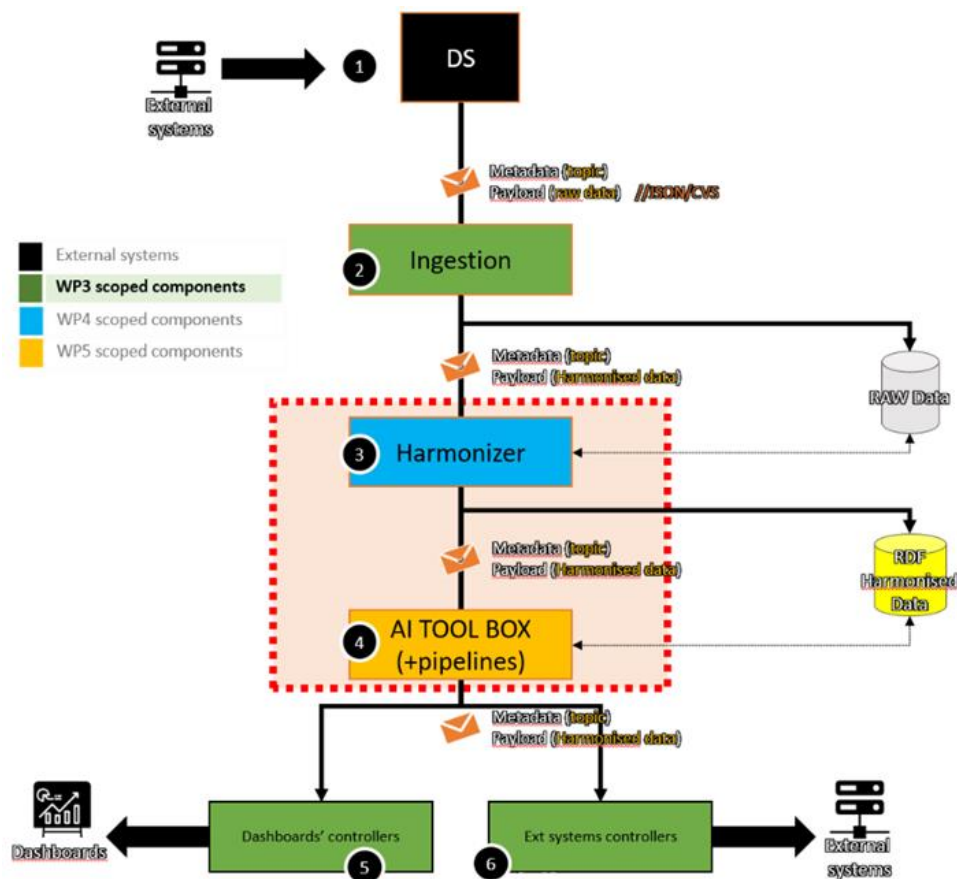 1
DS
External
systems
Metadata (topic)
Payload (raw data) //JSON/CVS
2
Ingestion
External systems
WP3 scoped components
WP4 scoped components
WP5 scoped components
Metadata (topic)
Payload (Harmonised data)
RAW Data
3
Harmonizer
Metadata (topic)
Payload (Harmonised data)
RDF
Harmonised
Data
4
AI TOOL BOX
(+pipelines)
Metadata (topic)
Payload (Harmonised data)
Dashboards
Dashboards' controllers
5
Ext systems controllers
6
External
systems